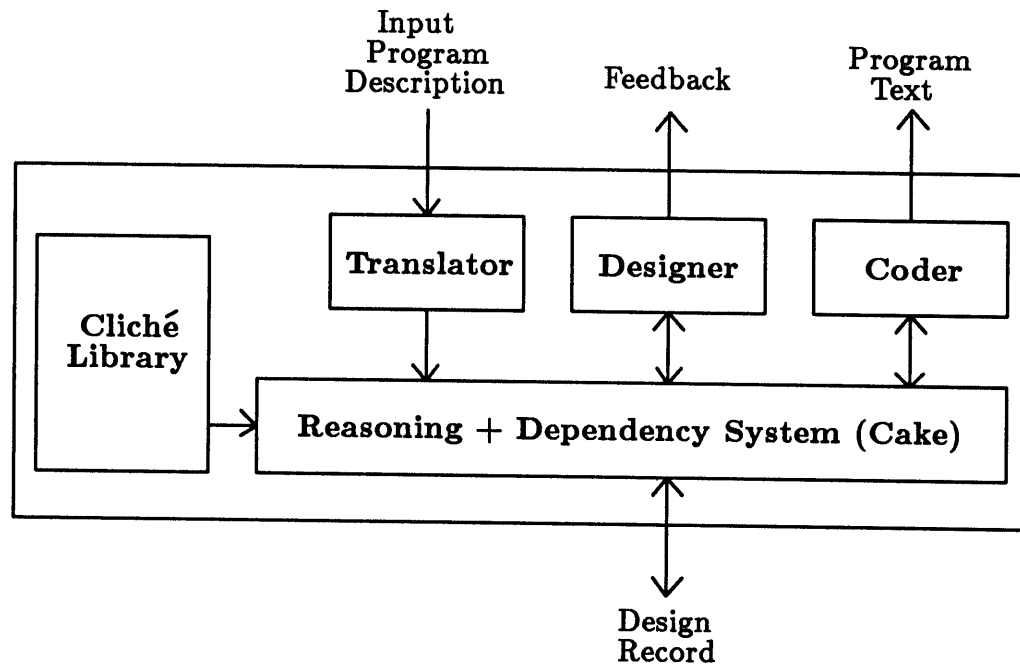 Input
Program
Description
Feedback
Program
Text
Translator
Designer
Coder
Cliché
Library
Reasoning + Dependency System (Cake)
Design
Record